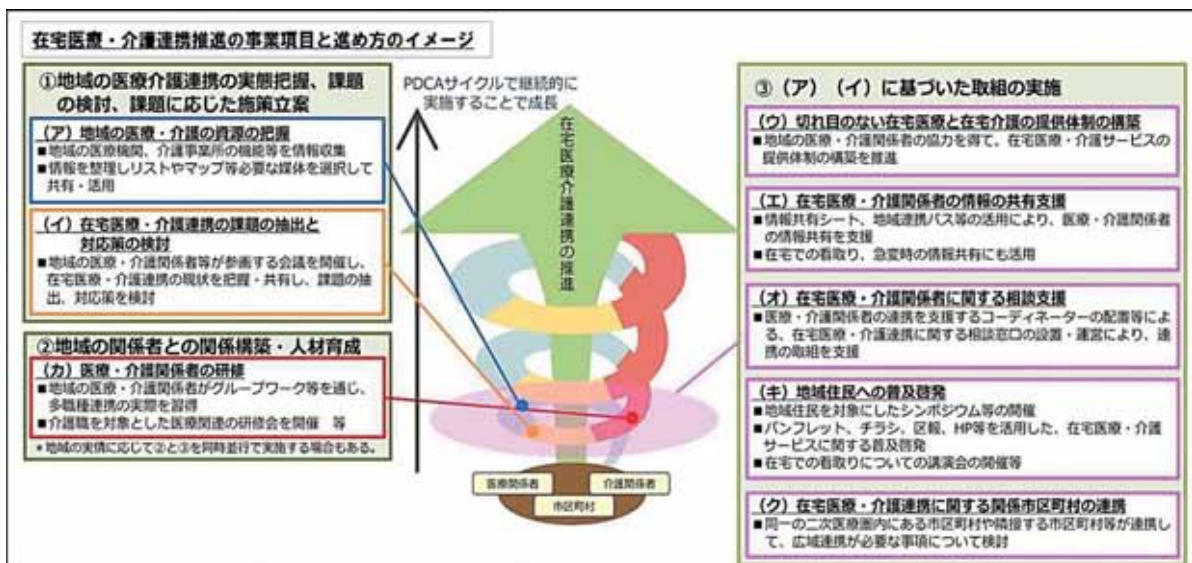 在宅医療・介護連携推進の事業項目と進め方のイメージ
①地域の医療介護連携の実態把握、課題
の検討、課題に応じた施策立案
（ア）地域の医療・介護の資源の把握
■地域の医療機関、介護事業所の機能等を情報収集
■情報を整理しリストやマップ等必要な媒体を選択して
共有・活用
（イ）在宅医療・介護連携の課題の抽出と
対応策の検討
■地域の医療・介護関係者等が参画する会議を開催し、
在宅医療・介護連携の現状を把握・共有し、課題の抽
出、対応策を検討
②地域の関係者との関係構築・人材育成
（カ）医療・介護関係者の研修
■地域の医療・介護関係者がグループワーク等を通じ、
多職種連携の実際を習得
■介護職を対象とした医療関連の研修会を開催　等
＊地域の実情に応じて②と③を同時並行で実施する場合もある。
PDCAサイクルで継続的に
実施することで成長
在宅医療介護連携の推進
医療関係者
介護関係者
市区町村
③（ア）（イ）に基づいた取組の実施
（ウ）切れ目のない在宅医療と在宅介護の提供体制の構築
■地域の医療・介護関係者の協力を得て、在宅医療・介護サービスの
提供体制の構築を推進
（エ）在宅医療・介護関係者の情報の共有支援
■情報共有シート、地域連携パス等の活用により、医療・介護関係者
の情報共有を支援
■在宅での看取り、急変時の情報共有にも活用
（オ）在宅医療・介護関係者に関する相談支援
■医療・介護関係者の連携を支援するコーディネーターの配置等によ
る、在宅医療・介護連携に関する相談窓口の設置・運営により、連
携の取組を支援
（キ）地域住民への普及啓発
■地域住民を対象にしたシンポジウム等の開催
■パンフレット、チラシ、区報、HP等を活用した、在宅医療・介護
サービスに関する普及啓発
■在宅での看取りについての講演会の開催等
（ク）在宅医療・介護連携に関する関係市区町村の連携
■同一の二次医療圏内にある市区町村や隣接する市区町村等が連携し
て、広域連携が必要な事項について検討